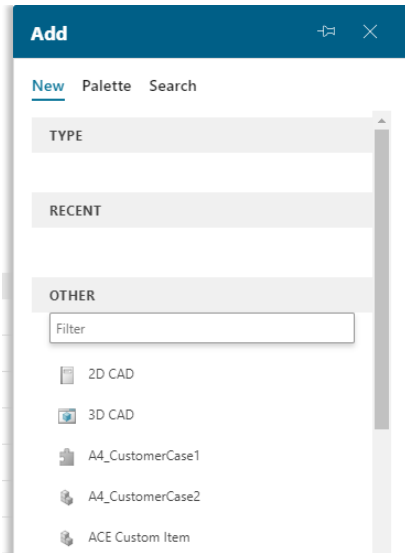 Add
New Palette Search
TYPE
RECENT
OTHER
Filter
2D CAD
3D CAD
A4_CustomerCase1
A4_CustomerCase2
ACE Custom Item